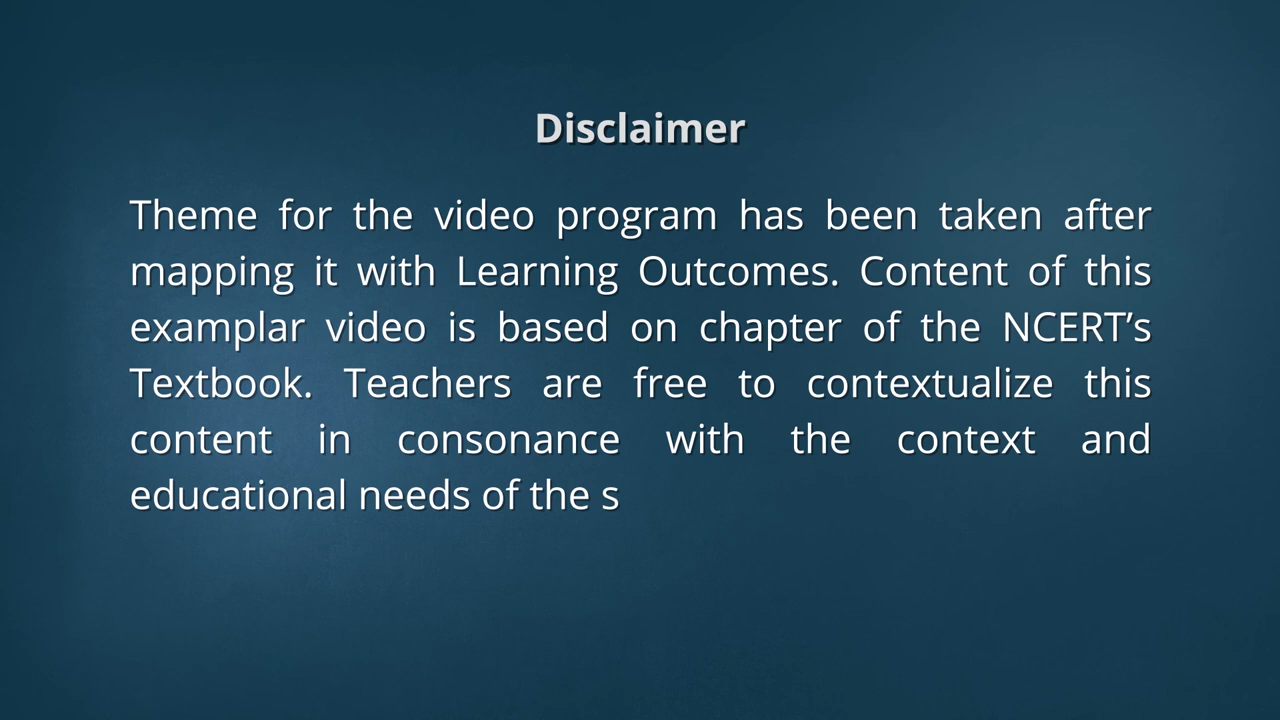 Disclaimer
Theme for the video program has been taken after
mapping it with Learning Outcomes. Content of this
examplar video is based on chapter of the NCERT’s
Textbook. Teachers are free to contextualize this
content in consonance with the context and
educational needs of the s